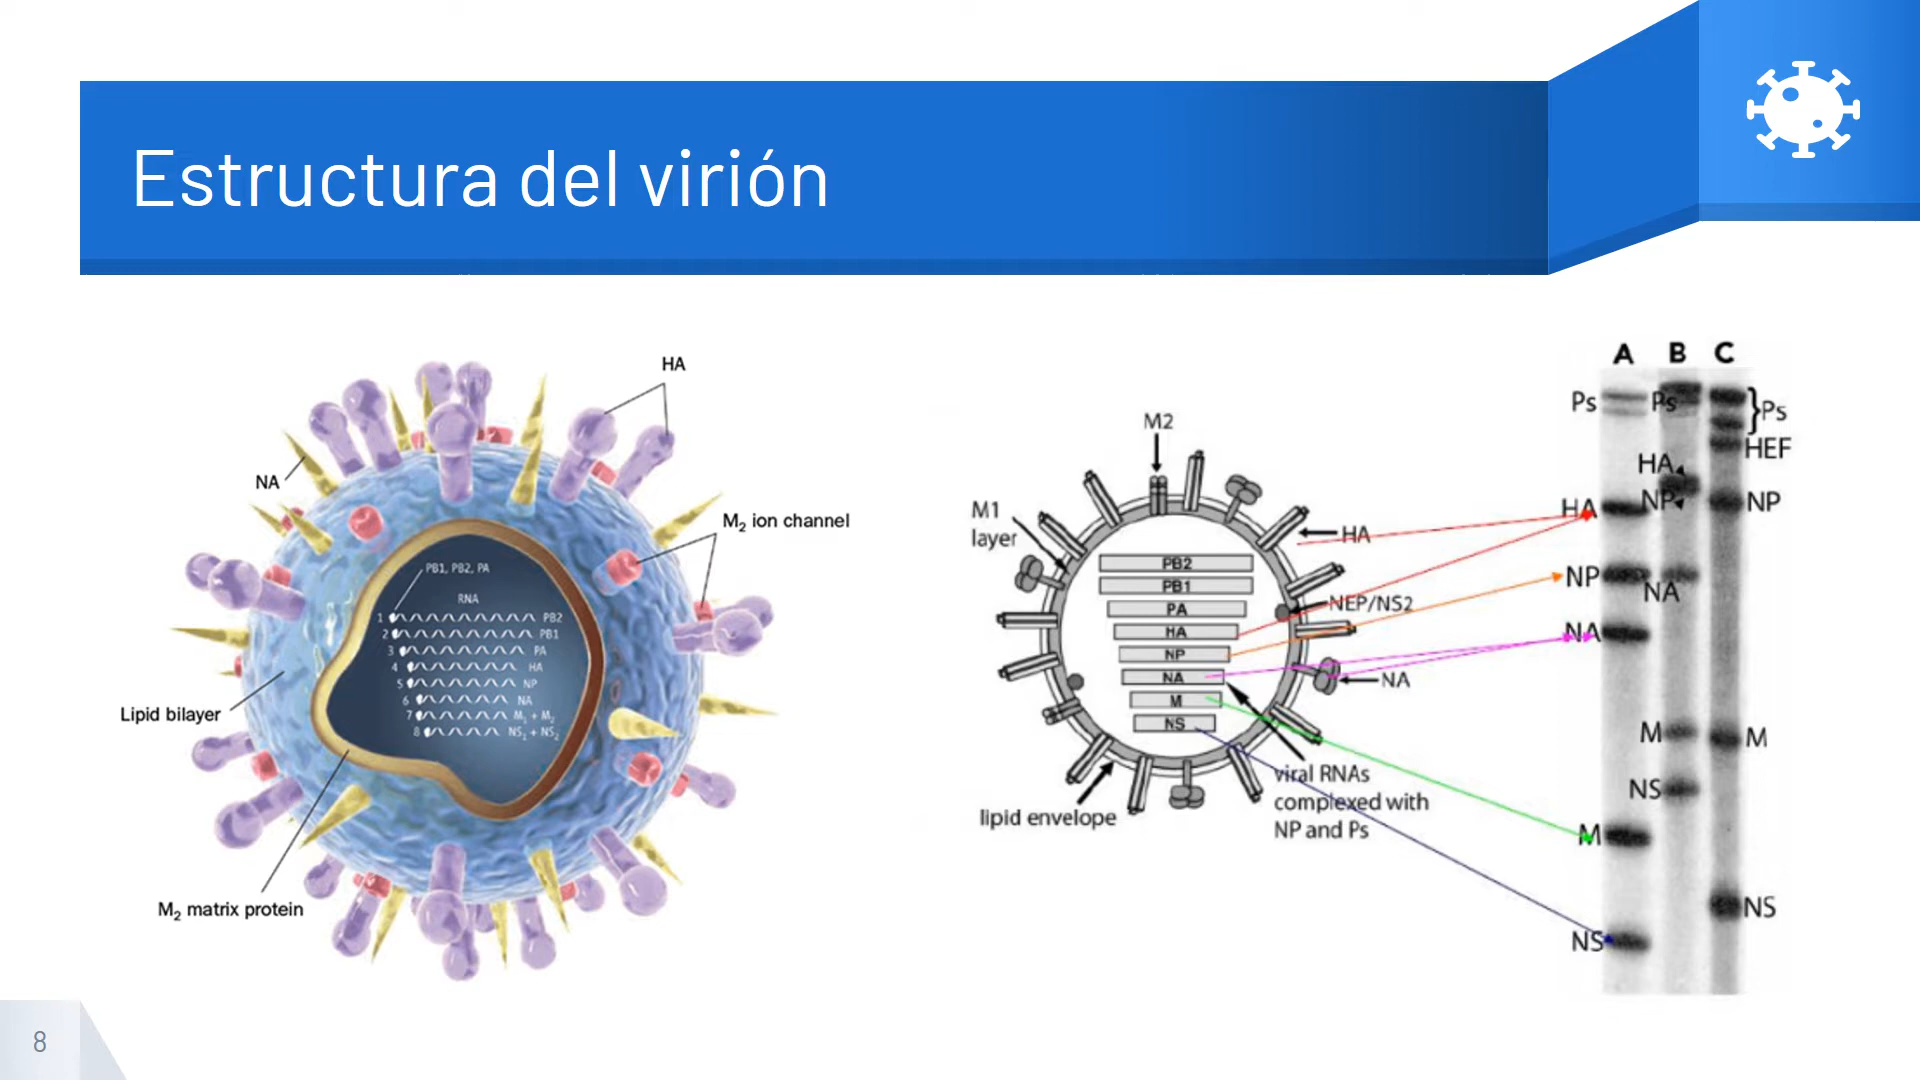 Estructura del virión
HA
NA
M₂ ion channel
PB1, PB2, PA
RNA
1 PB2
2 PB1
3 PA
4 HA
5 NP
6 NA
7 M₁ + M₂
8 NS₁ + NS₂
Lipid bilayer
M₂ matrix protein
M2
M1
layer
HA
PB2
PB1
PA
HA
NP
NA
M
NS
NEP/NS2
NA
viral RNAs
complexed with
NP and Ps
lipid envelope
A B C
Ps Ps Ps
HEF
HA
HA NP NP
NP
NA
NA
M M
NS
M
NS
NS
8